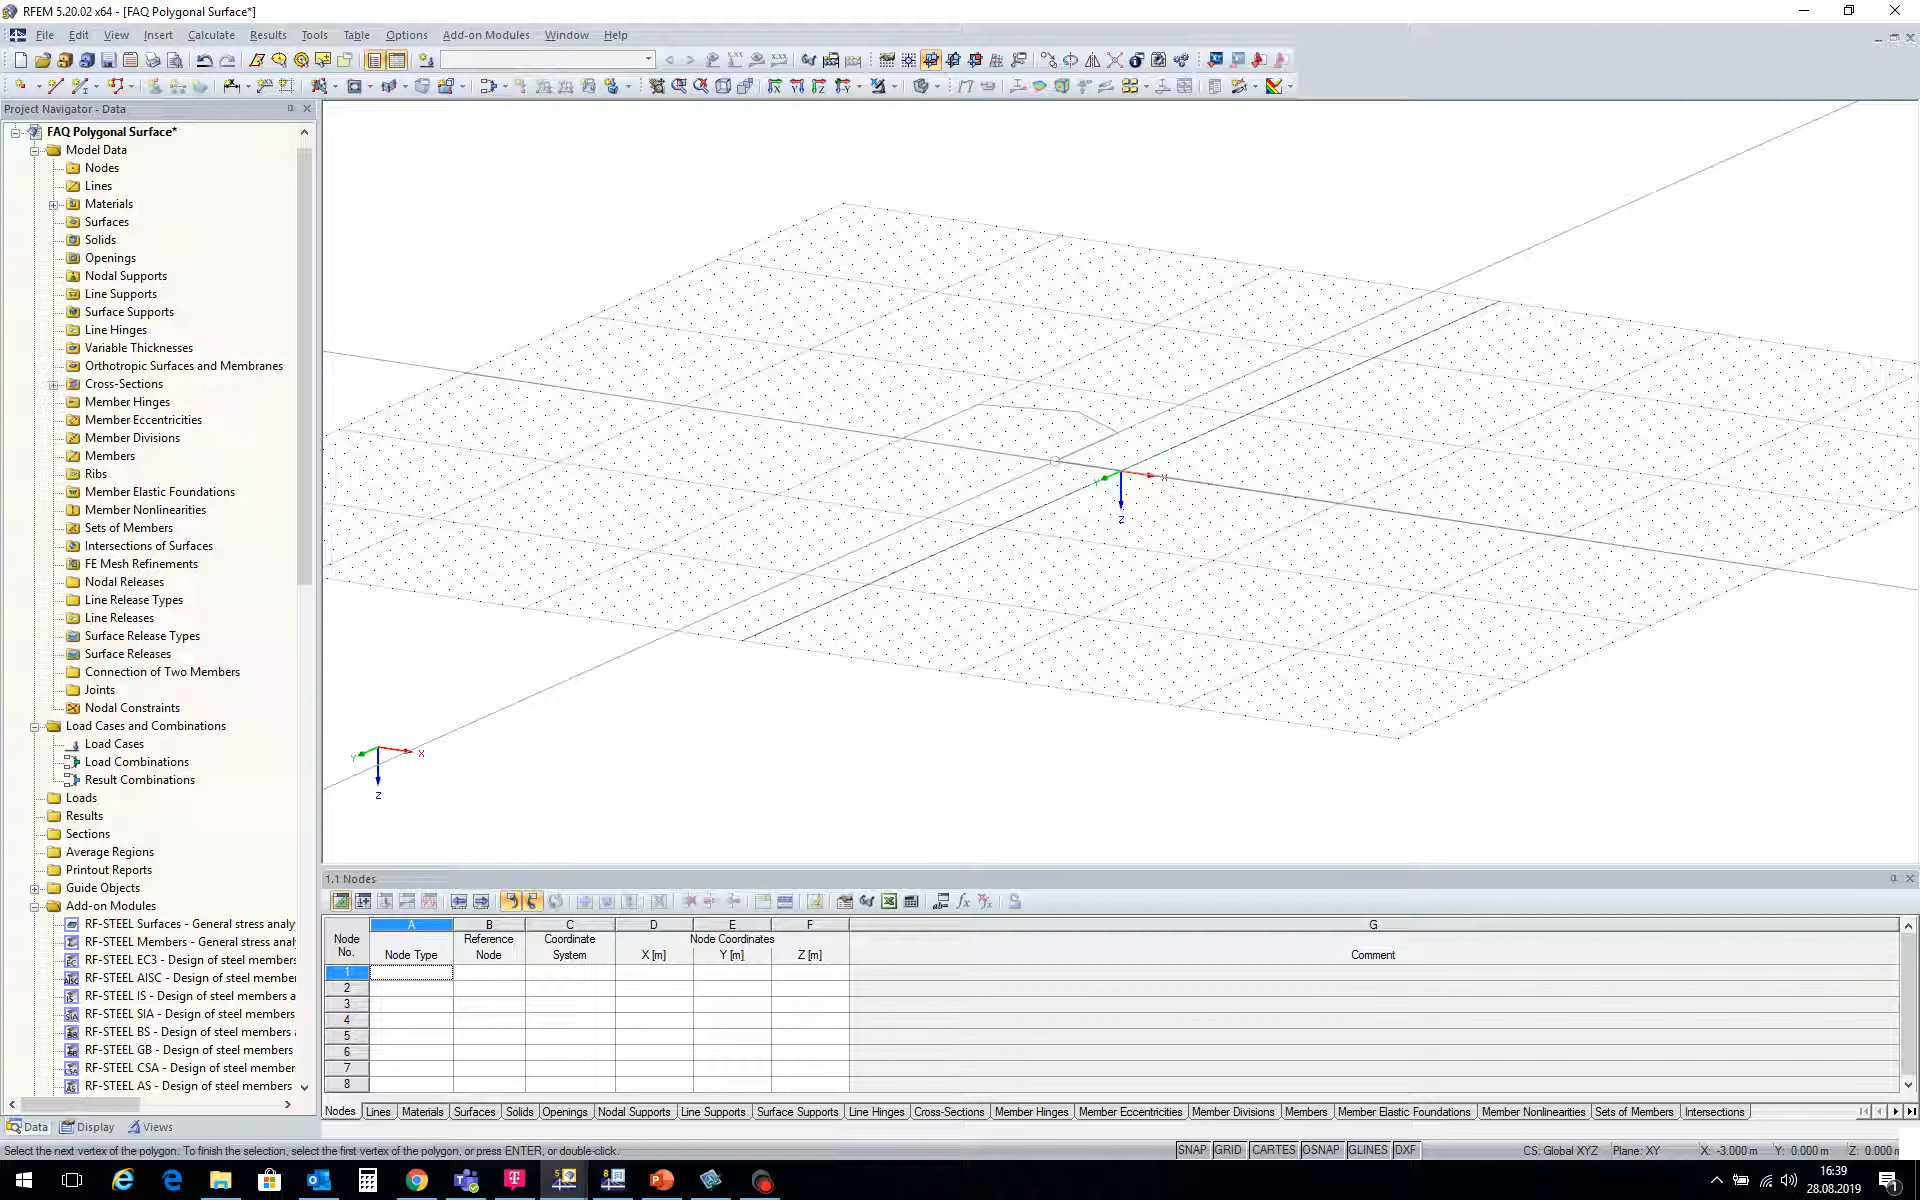 RFEM 5.20.02 x64 - [FAQ Polygonal Surface*]
File Edit View Insert Calculate Results Tools Table Options Add-on Modules Window Help
Project Navigator - Data
FAQ Polygonal Surface*
Model Data
Nodes
Lines
Materials
Surfaces
Solids
Openings
Nodal Supports
Line Supports
Surface Supports
Line Hinges
Variable Thicknesses
Orthotropic Surfaces and Membranes
Cross-Sections
Member Hinges
Member Eccentricities
Member Divisions
Members
Ribs
Member Elastic Foundations
Member Nonlinearities
Sets of Members
Intersections of Surfaces
FE Mesh Refinements
Nodal Releases
Line Release Types
Line Releases
Surface Release Types
Surface Releases
Connection of Two Members
Joints
Nodal Constraints
Load Cases and Combinations
Load Cases
Load Combinations
Result Combinations
Loads
Results
Sections
Average Regions
Printout Reports
Guide Objects
Add-on Modules
RF-STEEL Surfaces - General stress analy
RF-STEEL Members - General stress anal
RF-STEEL EC3 - Design of steel members
RF-STEEL AISC - Design of steel membe
RF-STEEL IS - Design of steel members a
RF-STEEL SIA - Design of steel members
RF-STEEL BS - Design of steel members
RF-STEEL GB - Design of steel members
RF-STEEL CSA - Design of steel member
RF-STEEL AS - Design of steel members
Data Display Views
X
Y
Z
X
Y
Z
1.1 Nodes
A B C D E F G
Node Reference Coordinate Node Coordinates
No. Node Type Node System X [m] Y [m] Z [m] Comment
1
2
3
4
5
6
7
8
Nodes Lines Materials Surfaces Solids Openings Nodal Supports Line Supports Surface Supports Line Hinges Cross-Sections Member Hinges Member Eccentricities Member Divisions Members Member Elastic Foundations Member Nonlinearities Sets of Members Intersections
Select the next vertex of the polygon. To finish the selection, select the first vertex of the polygon, or press ENTER, or double-click.
SNAP GRID CARTES OSNAP GLINES DXF CS: Global XYZ Plane: XY X: -3.000 m Y: 0.000 m Z: 0.000
16:39
28.08.2019